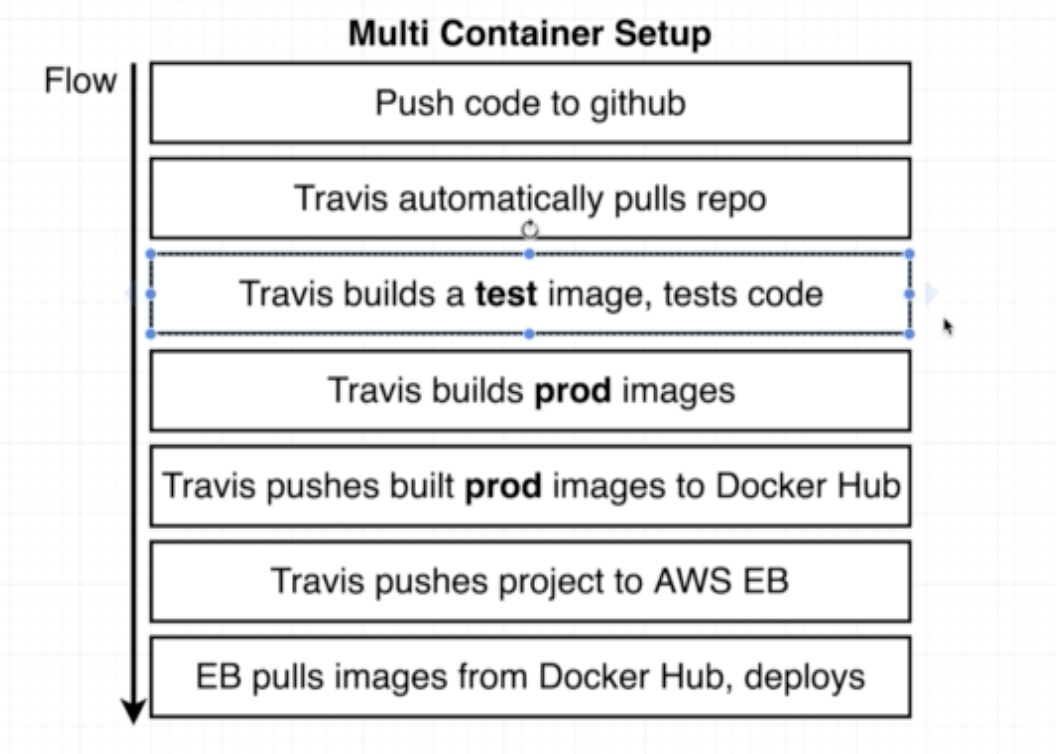 Multi Container Setup
Flow
Push code to github
Travis automatically pulls repo
Travis builds a test image, tests code
Travis builds prod images
Travis pushes built prod images to Docker Hub
Travis pushes project to AWS EB
EB pulls images from Docker Hub, deploys